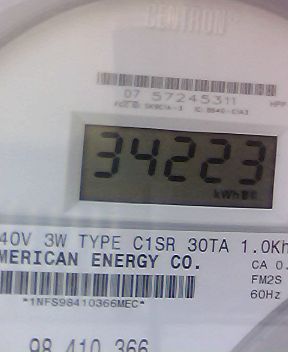 CENTRON®
07 57245311 HPP
34223
kWh
40V 3W TYPE C1SR 30TA 1.0Kh
MERICAN ENERGY CO.
CA 0.
FM2S
60Hz
*1NFS98410366MEC*
98 410 366